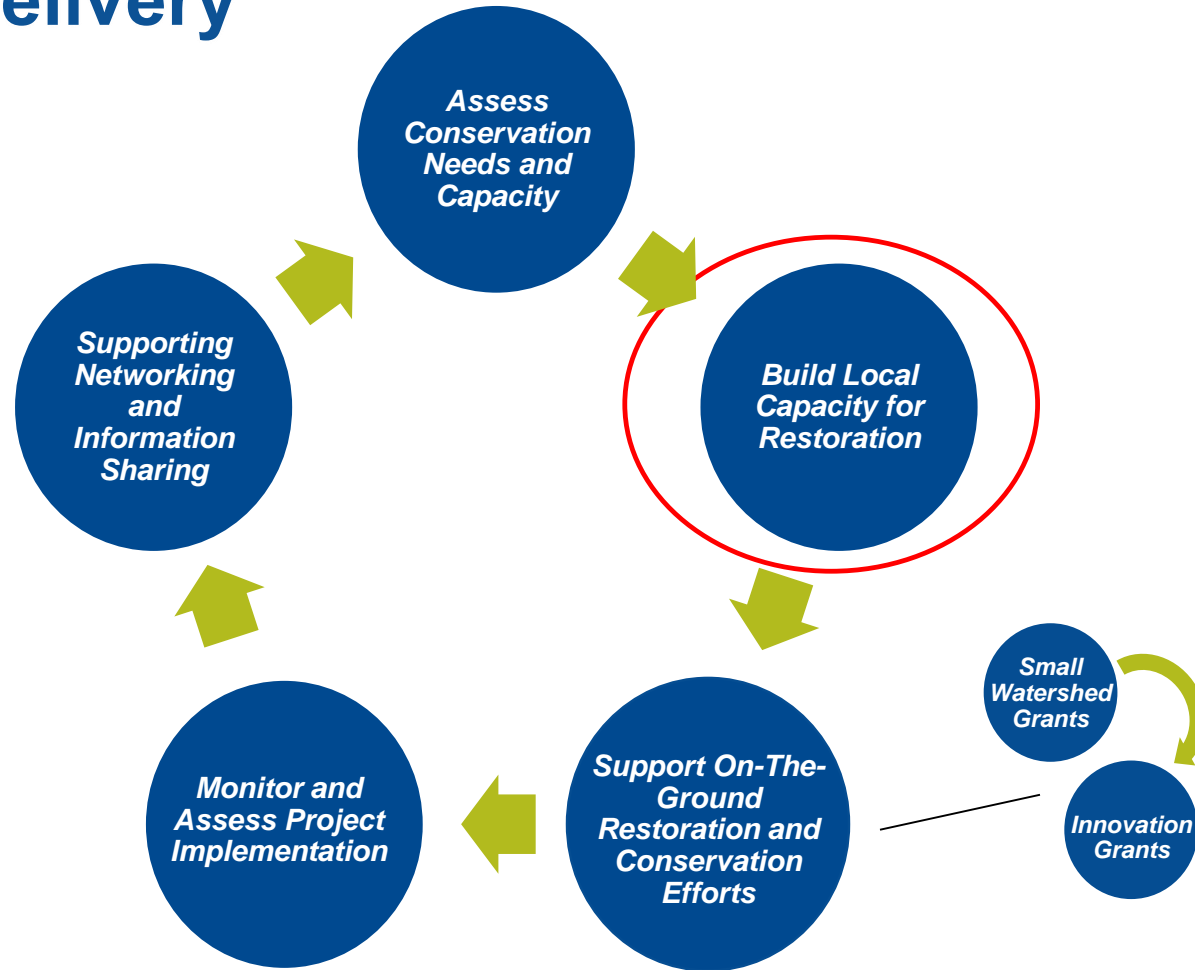 elivery
Assess
Conservation
Needs and
Capacity
Build Local
Capacity for
Restoration
Support On-The-
Ground
Restoration and
Conservation
Efforts
Small
Watershed
Grants
Innovation
Grants
Monitor and
Assess Project
Implementation
Supporting
Networking
and
Information
Sharing